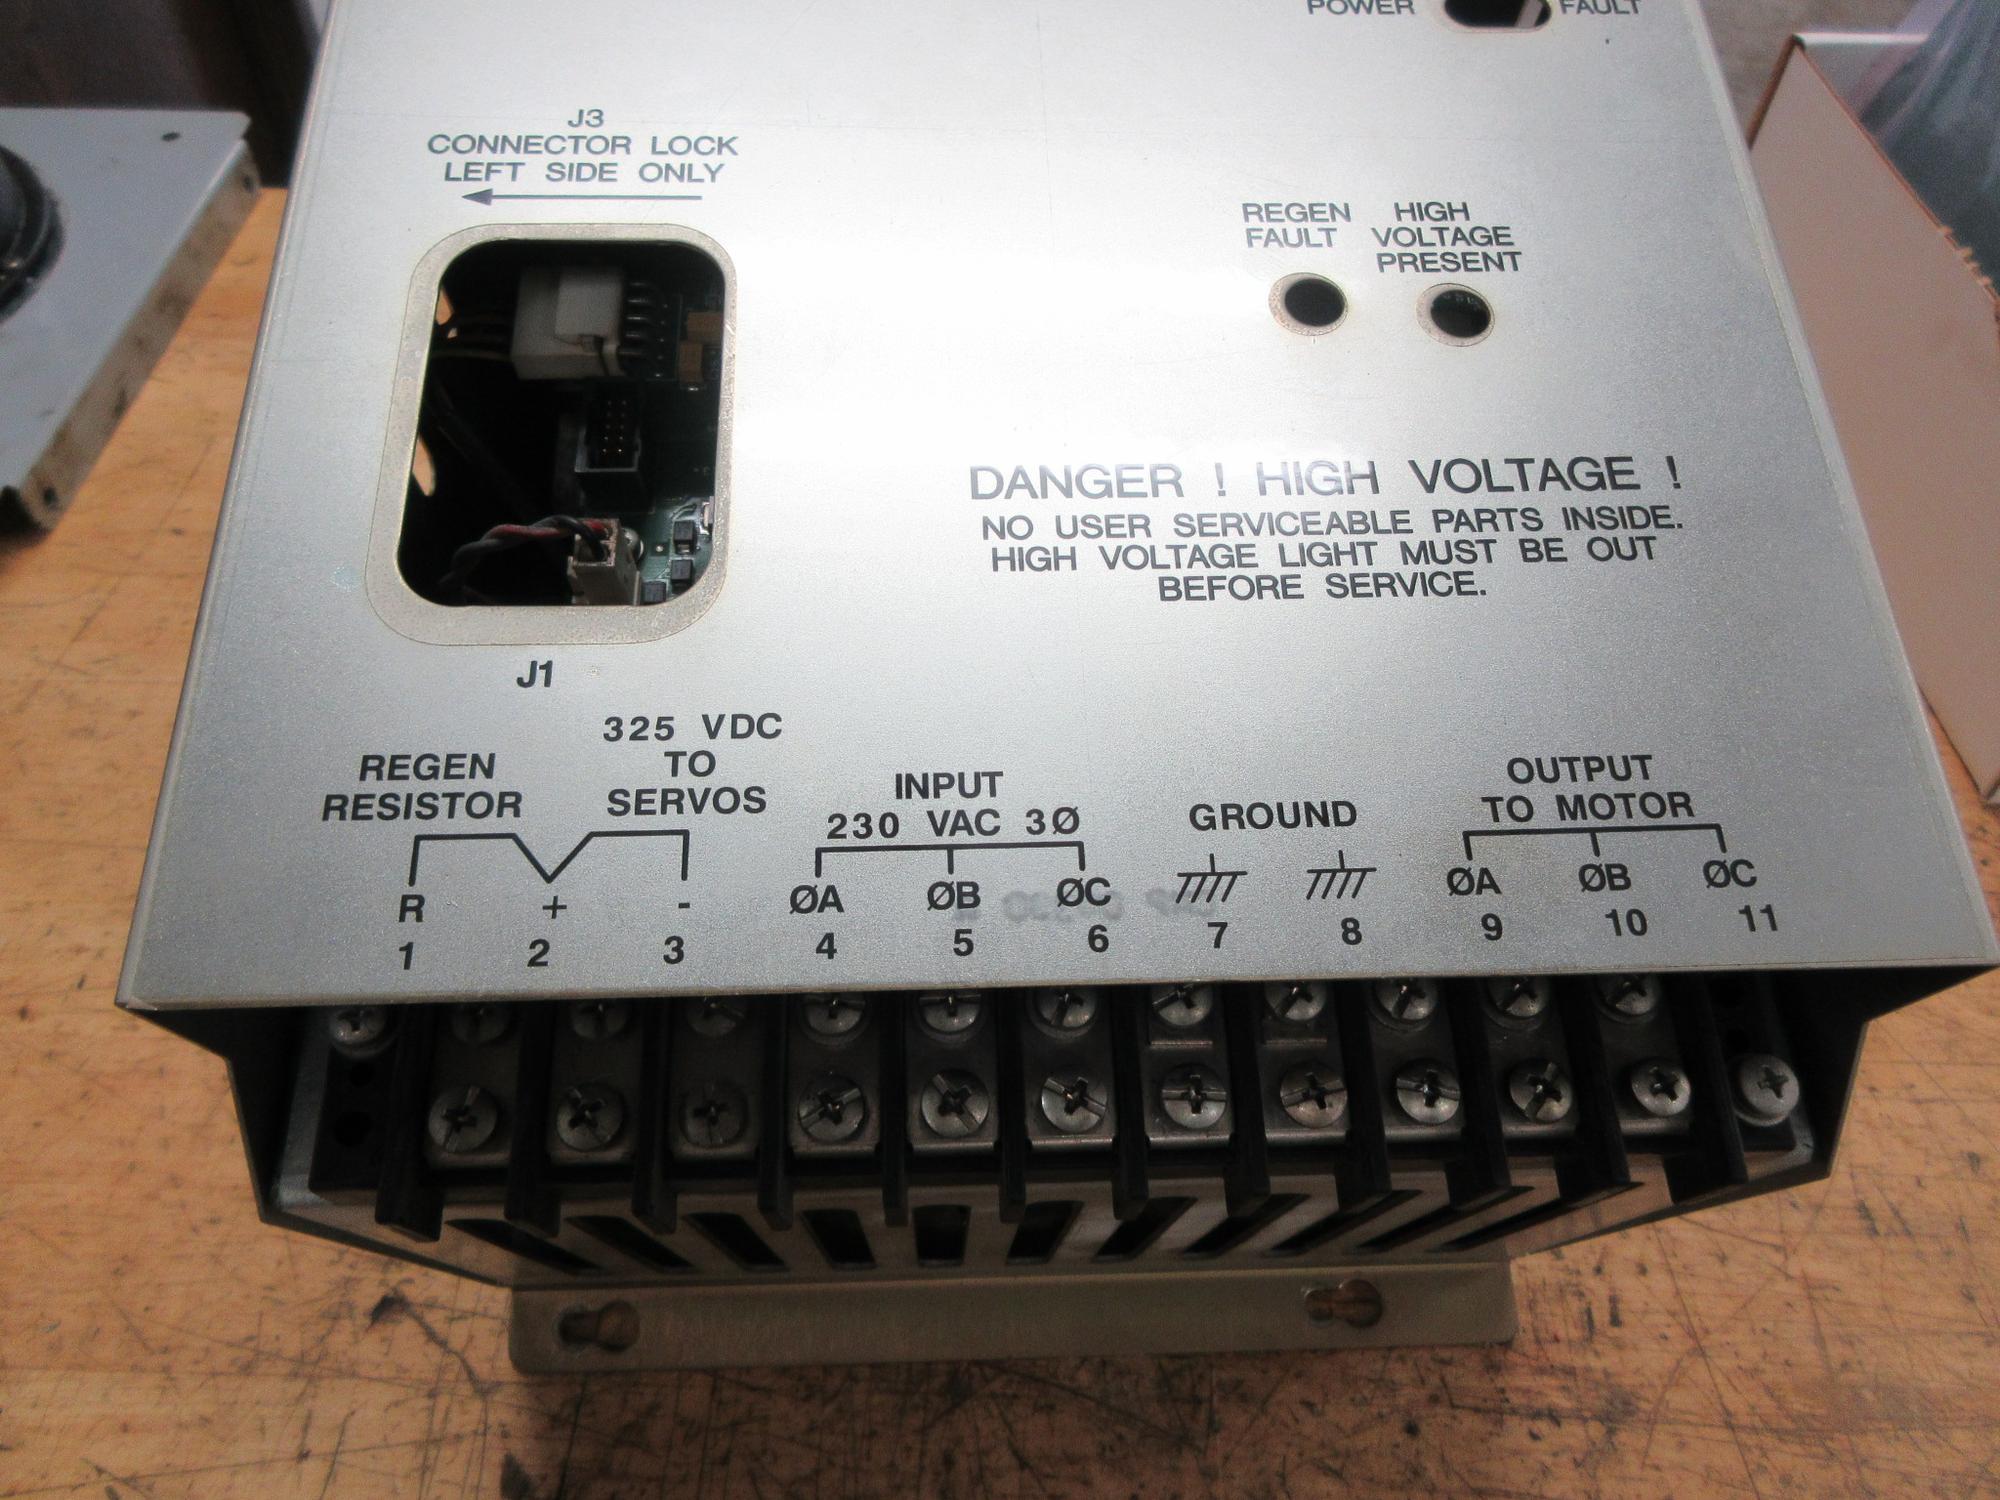 POWER FAULT
J3
CONNECTOR LOCK
LEFT SIDE ONLY
REGEN FAULT
HIGH VOLTAGE PRESENT
DANGER ! HIGH VOLTAGE !
NO USER SERVICEABLE PARTS INSIDE.
HIGH VOLTAGE LIGHT MUST BE OUT
BEFORE SERVICE.
J1
REGEN
RESISTOR
325 VDC
TO
SERVOS
INPUT
230 VAC 3Ø
GROUND
OUTPUT
TO MOTOR
R + - ØA ØB ØC ØA ØB ØC
1 2 3 4 5 6 7 8 9 10 11